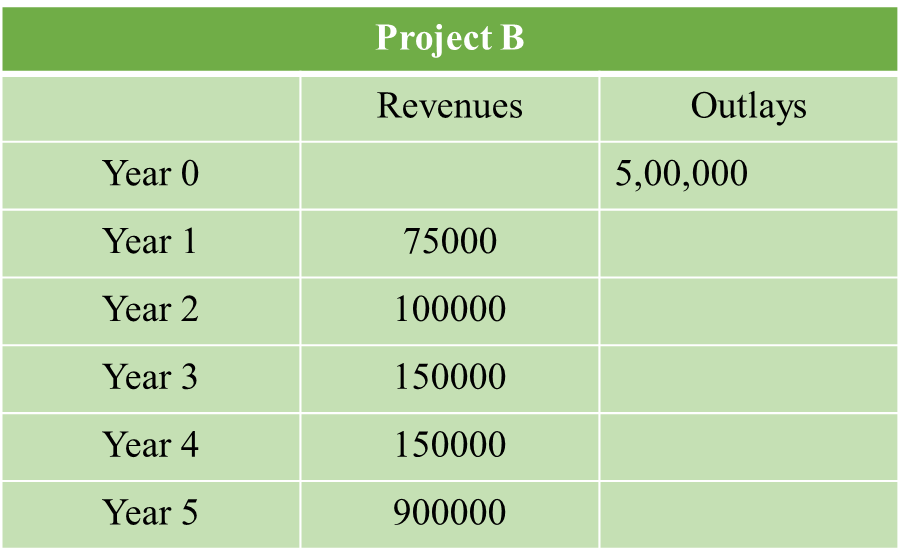 Project B
Revenues Outlays
Year 0 5,00,000
Year 1 75000
Year 2 100000
Year 3 150000
Year 4 150000
Year 5 900000